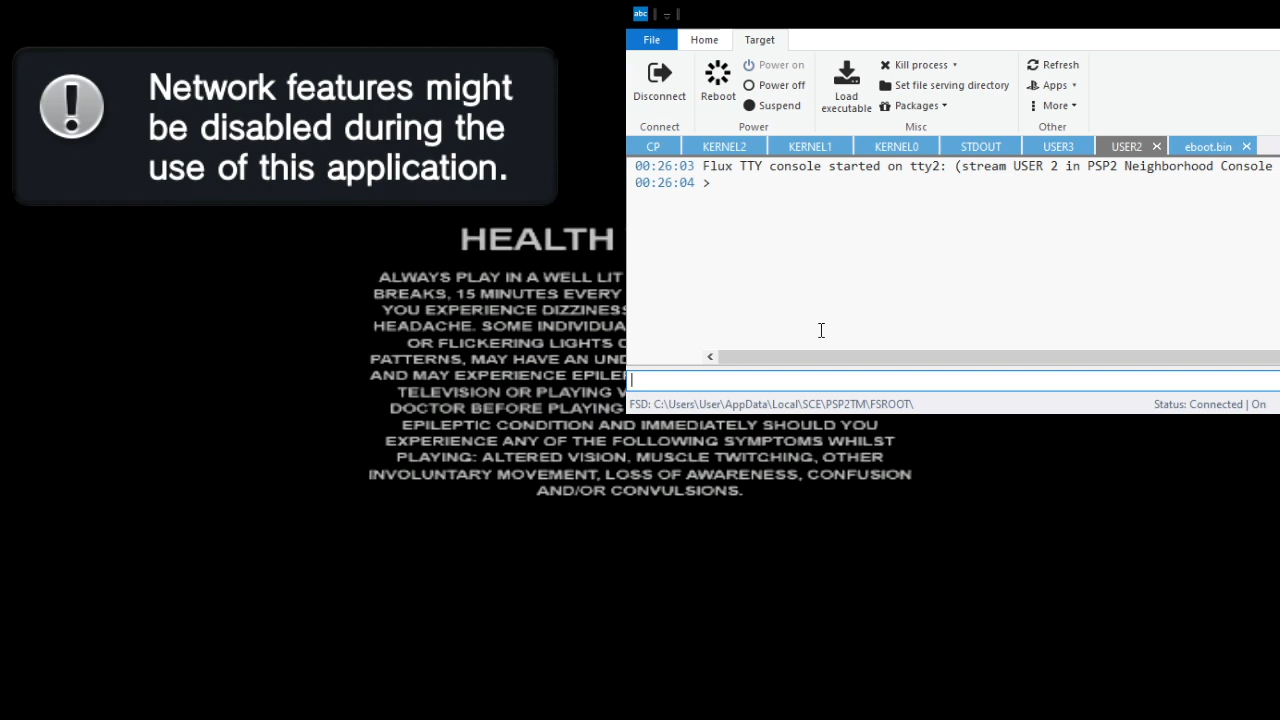 Network features might
be disabled during the
use of this application.
abc
File Home Target
Disconnect
Reboot
Power on
Power off
Suspend
Load
executable
Kill process
Set file serving directory
Packages
Refresh
Apps
More
Connect Power Misc Other
CP KERNEL2 KERNEL1 KERNEL0 STDOUT USER3 USER2 eboot.bin
00:26:03 Flux TTY console started on tty2: (stream USER 2 in PSP2 Neighborhood Console
00:26:04 >
FSD: C:\Users\User\AppData\Local\SCE\PSP2TM\FSROOT\ Status: Connected | On
HEALTH
ALWAYS PLAY IN A WELL LIT
BREAKS, 15 MINUTES EVERY
YOU EXPERIENCE DIZZINESS
HEADACHE. SOME INDIVIDUA
OR FLICKERING LIGHTS
PATTERNS, MAY HAVE AN UND
AND MAY EXPERIENCE EPILEP
TELEVISION OR PLAYING
DOCTOR BEFORE PLAYING
EPILEPTIC CONDITION AND IMMEDIATELY SHOULD YOU
EXPERIENCE ANY OF THE FOLLOWING SYMPTOMS WHILST
PLAYING: ALTERED VISION, MUSCLE TWITCHING, OTHER
INVOLUNTARY MOVEMENT, LOSS OF AWARENESS, CONFUSION
AND/OR CONVULSIONS.